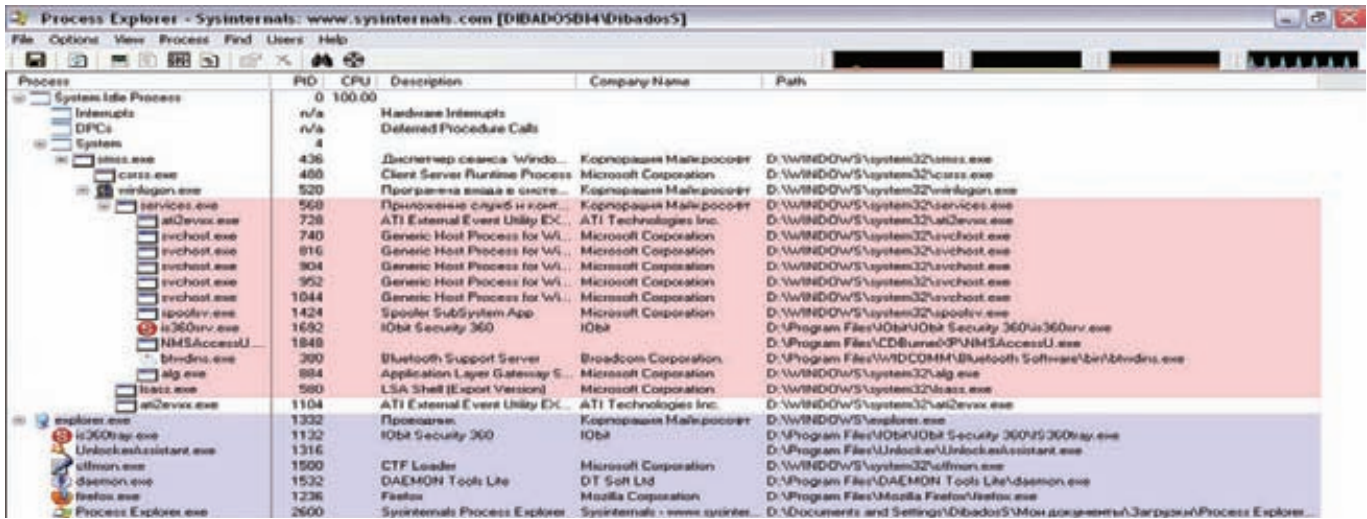 Process Explorer - Sysinternals: www.sysinternals.com [DIBADOSBI4\DibadosS]
File Options View Process Find Users Help
Process PID CPU Description Company Name Path
System Idle Process 0 100.00
Interrupts n/a Hardware Interrupts
DPCs n/a Deferred Procedure Calls
System 4
smss.exe 436 Диспетчер сеанса Windo... Корпорация Майкрософт D:\WINDOWS\system32\smss.exe
csrss.exe 488 Client Server Runtime Process Microsoft Corporation D:\WINDOWS\system32\csrss.exe
winlogon.exe 520 Программа входа в систе... Корпорация Майкрософт D:\WINDOWS\system32\winlogon.exe
services.exe 568 Приложение служб и конт... Корпорация Майкрософт D:\WINDOWS\system32\services.exe
ati2evxx.exe 728 ATI External Event Utility EX... ATI Technologies Inc. D:\WINDOWS\system32\ati2evxx.exe
svchost.exe 740 Generic Host Process for Wi... Microsoft Corporation D:\WINDOWS\system32\svchost.exe
svchost.exe 816 Generic Host Process for Wi... Microsoft Corporation D:\WINDOWS\system32\svchost.exe
svchost.exe 904 Generic Host Process for Wi... Microsoft Corporation D:\WINDOWS\system32\svchost.exe
svchost.exe 952 Generic Host Process for Wi... Microsoft Corporation D:\WINDOWS\system32\svchost.exe
svchost.exe 1044 Generic Host Process for Wi... Microsoft Corporation D:\WINDOWS\system32\svchost.exe
spoolsv.exe 1424 Spooler SubSystem App Microsoft Corporation D:\WINDOWS\system32\spoolsv.exe
is360srv.exe 1692 IObit Security 360 IObit D:\Program Files\IObit\IObit Security 360\is360srv.exe
NMSAccessU... 1848 D:\Program Files\CDBurnerXP\NMSAccessU.exe
btwdins.exe 380 Bluetooth Support Server Broadcom Corporation. D:\Program Files\WIDCOMM\Bluetooth Software\bin\btwdins.exe
alg.exe 884 Application Layer Gateway S... Microsoft Corporation D:\WINDOWS\system32\alg.exe
lsass.exe 580 LSA Shell (Export Version) Microsoft Corporation D:\WINDOWS\system32\lsass.exe
ati2evxx.exe 1104 ATI External Event Utility EX... ATI Technologies Inc. D:\WINDOWS\system32\ati2evxx.exe
explorer.exe 1332 Проводник Корпорация Майкрософт D:\WINDOWS\explorer.exe
is360tray.exe 1132 IObit Security 360 IObit D:\Program Files\IObit\IObit Security 360\IS360tray.exe
UnlockerAssistant.exe 1316 D:\Program Files\Unlocker\UnlockerAssistant.exe
ctfmon.exe 1500 CTF Loader Microsoft Corporation D:\WINDOWS\system32\ctfmon.exe
daemon.exe 1532 DAEMON Tools Lite DT Soft Ltd D:\Program Files\DAEMON Tools Lite\daemon.exe
firefox.exe 1236 Firefox Mozilla Corporation D:\Program Files\Mozilla Firefox\firefox.exe
Process Explorer.exe 2600 Sysinternals Process Explorer Sysinternals - www.sysinter... D:\Documents and Settings\DibadosS\Мои документы\Загрузки\Process Explorer...